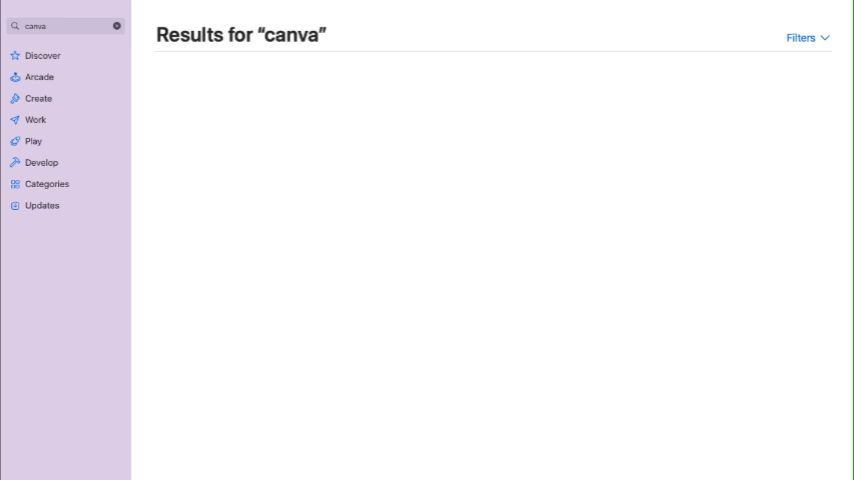 canva
Discover
Arcade
Create
Work
Play
Develop
Categories
Updates
Results for “canva”
Filters